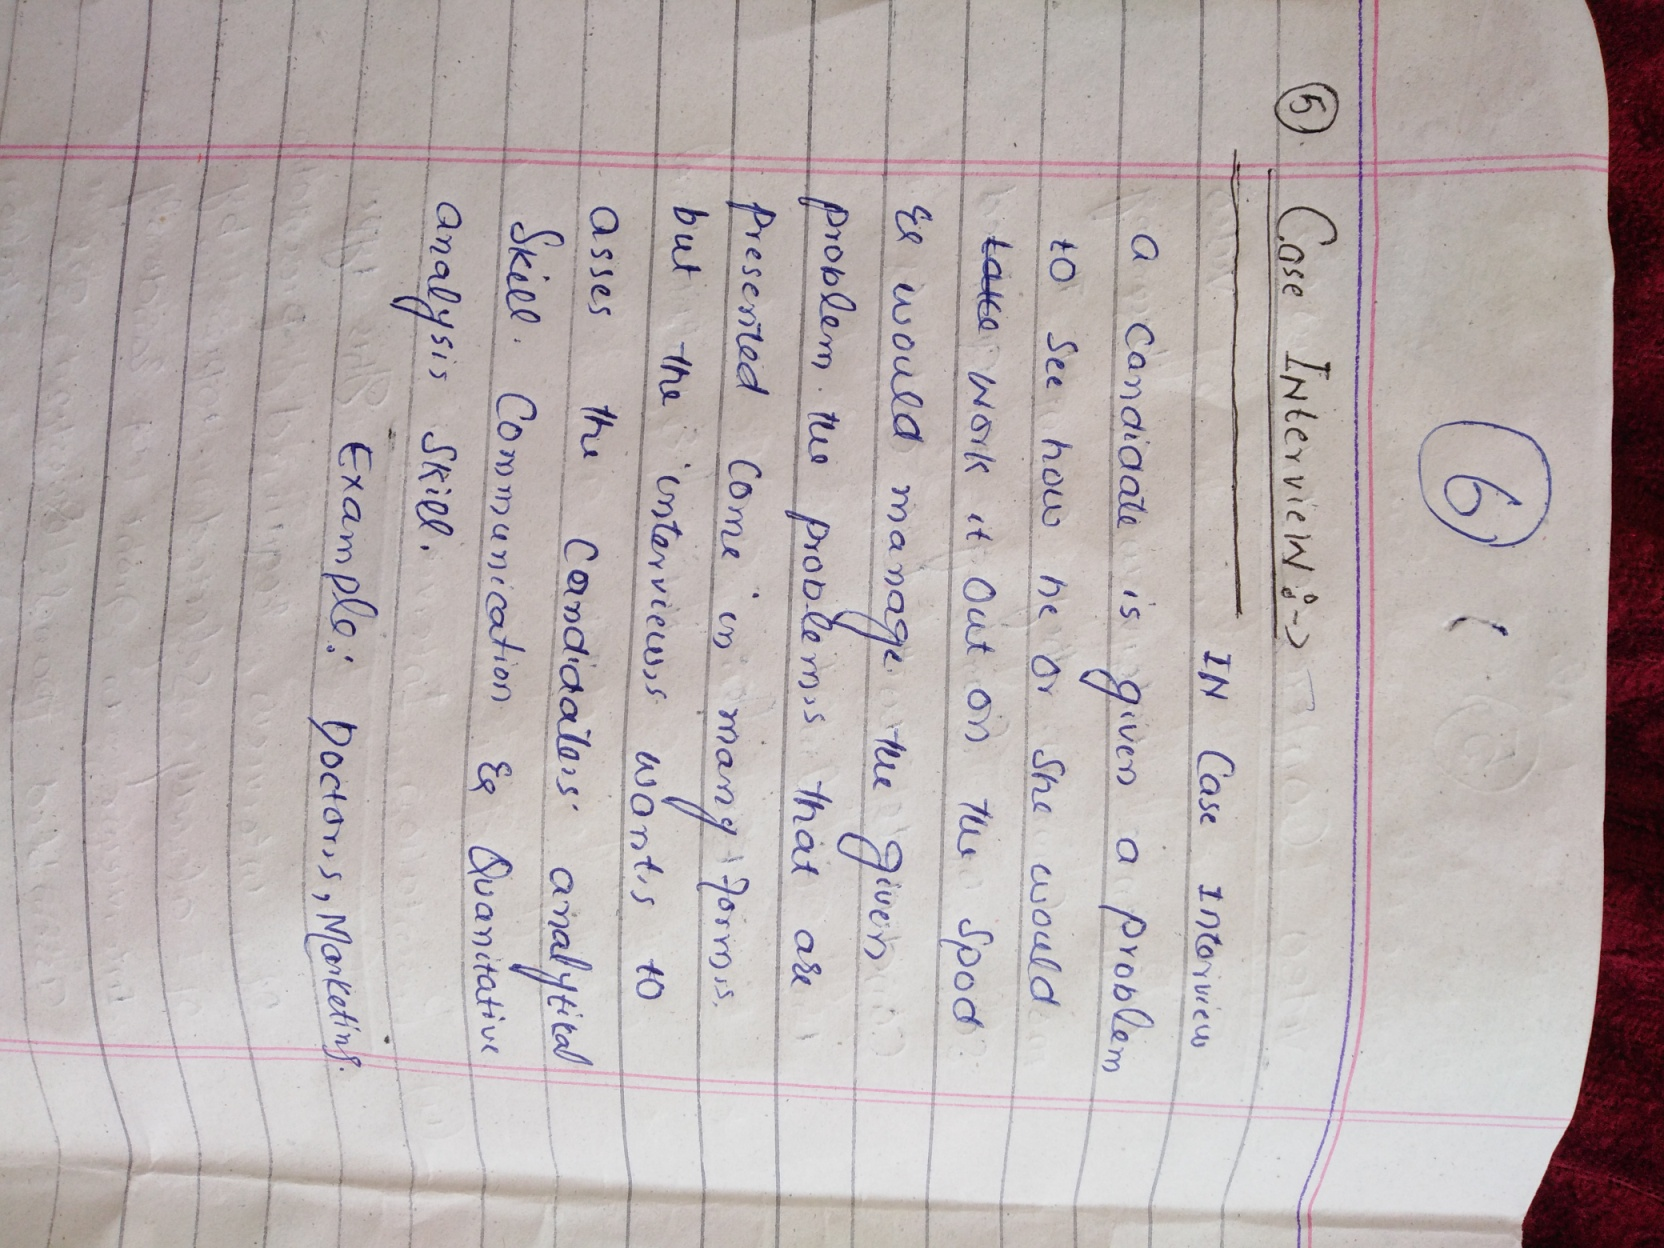 6
5. Case INterview :->
IN Case Interview
a candidate is given a problem
to see how he or she would
take work it out on the spod
& would manage the given
problem. the problems that are
presented come in many forms.
but the interviews wants to
asses the candidates analytical
skill. Communication & Quanitative
analysis skill.
Example: Doctors, Marketing.